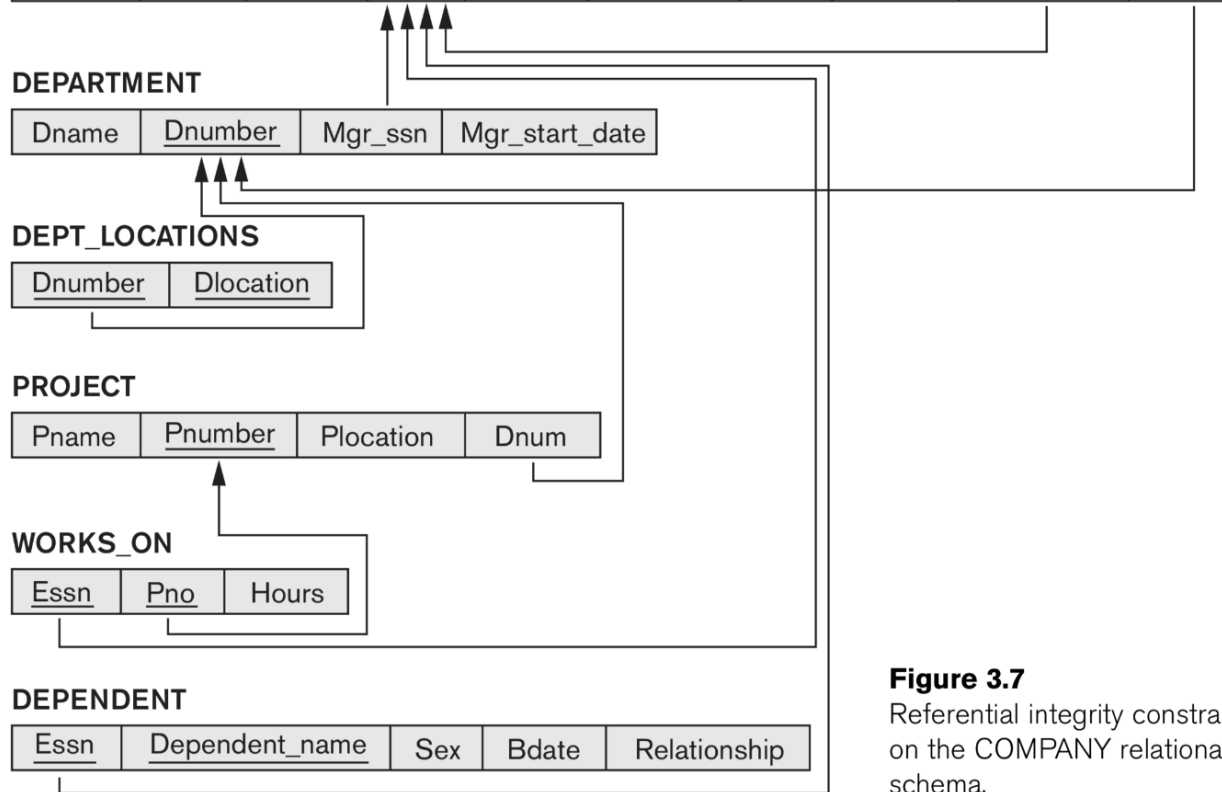 DEPARTMENT
Dname Dnumber Mgr_ssn Mgr_start_date
DEPT_LOCATIONS
Dnumber Dlocation
PROJECT
Pname Pnumber Plocation Dnum
WORKS_ON
Essn Pno Hours
DEPENDENT
Essn Dependent_name Sex Bdate Relationship
Figure 3.7
Referential integrity constra
on the COMPANY relationa
schema.